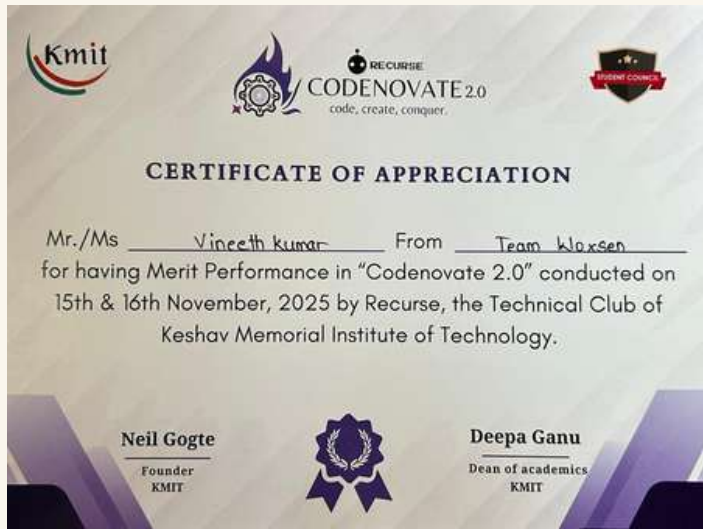 Kmit
RECURSE
CODENOVATE 2.0
code, create, conquer.
STUDENT COUNCIL
CERTIFICATE OF APPRECIATION
Mr./Ms Vineeth kumar From Team Woxsen
for having Merit Performance in “Codenovate 2.0” conducted on
15th & 16th November, 2025 by Recurse, the Technical Club of
Keshav Memorial Institute of Technology.
Neil Gogte
Founder
KMIT
Deepa Ganu
Dean of academics
KMIT